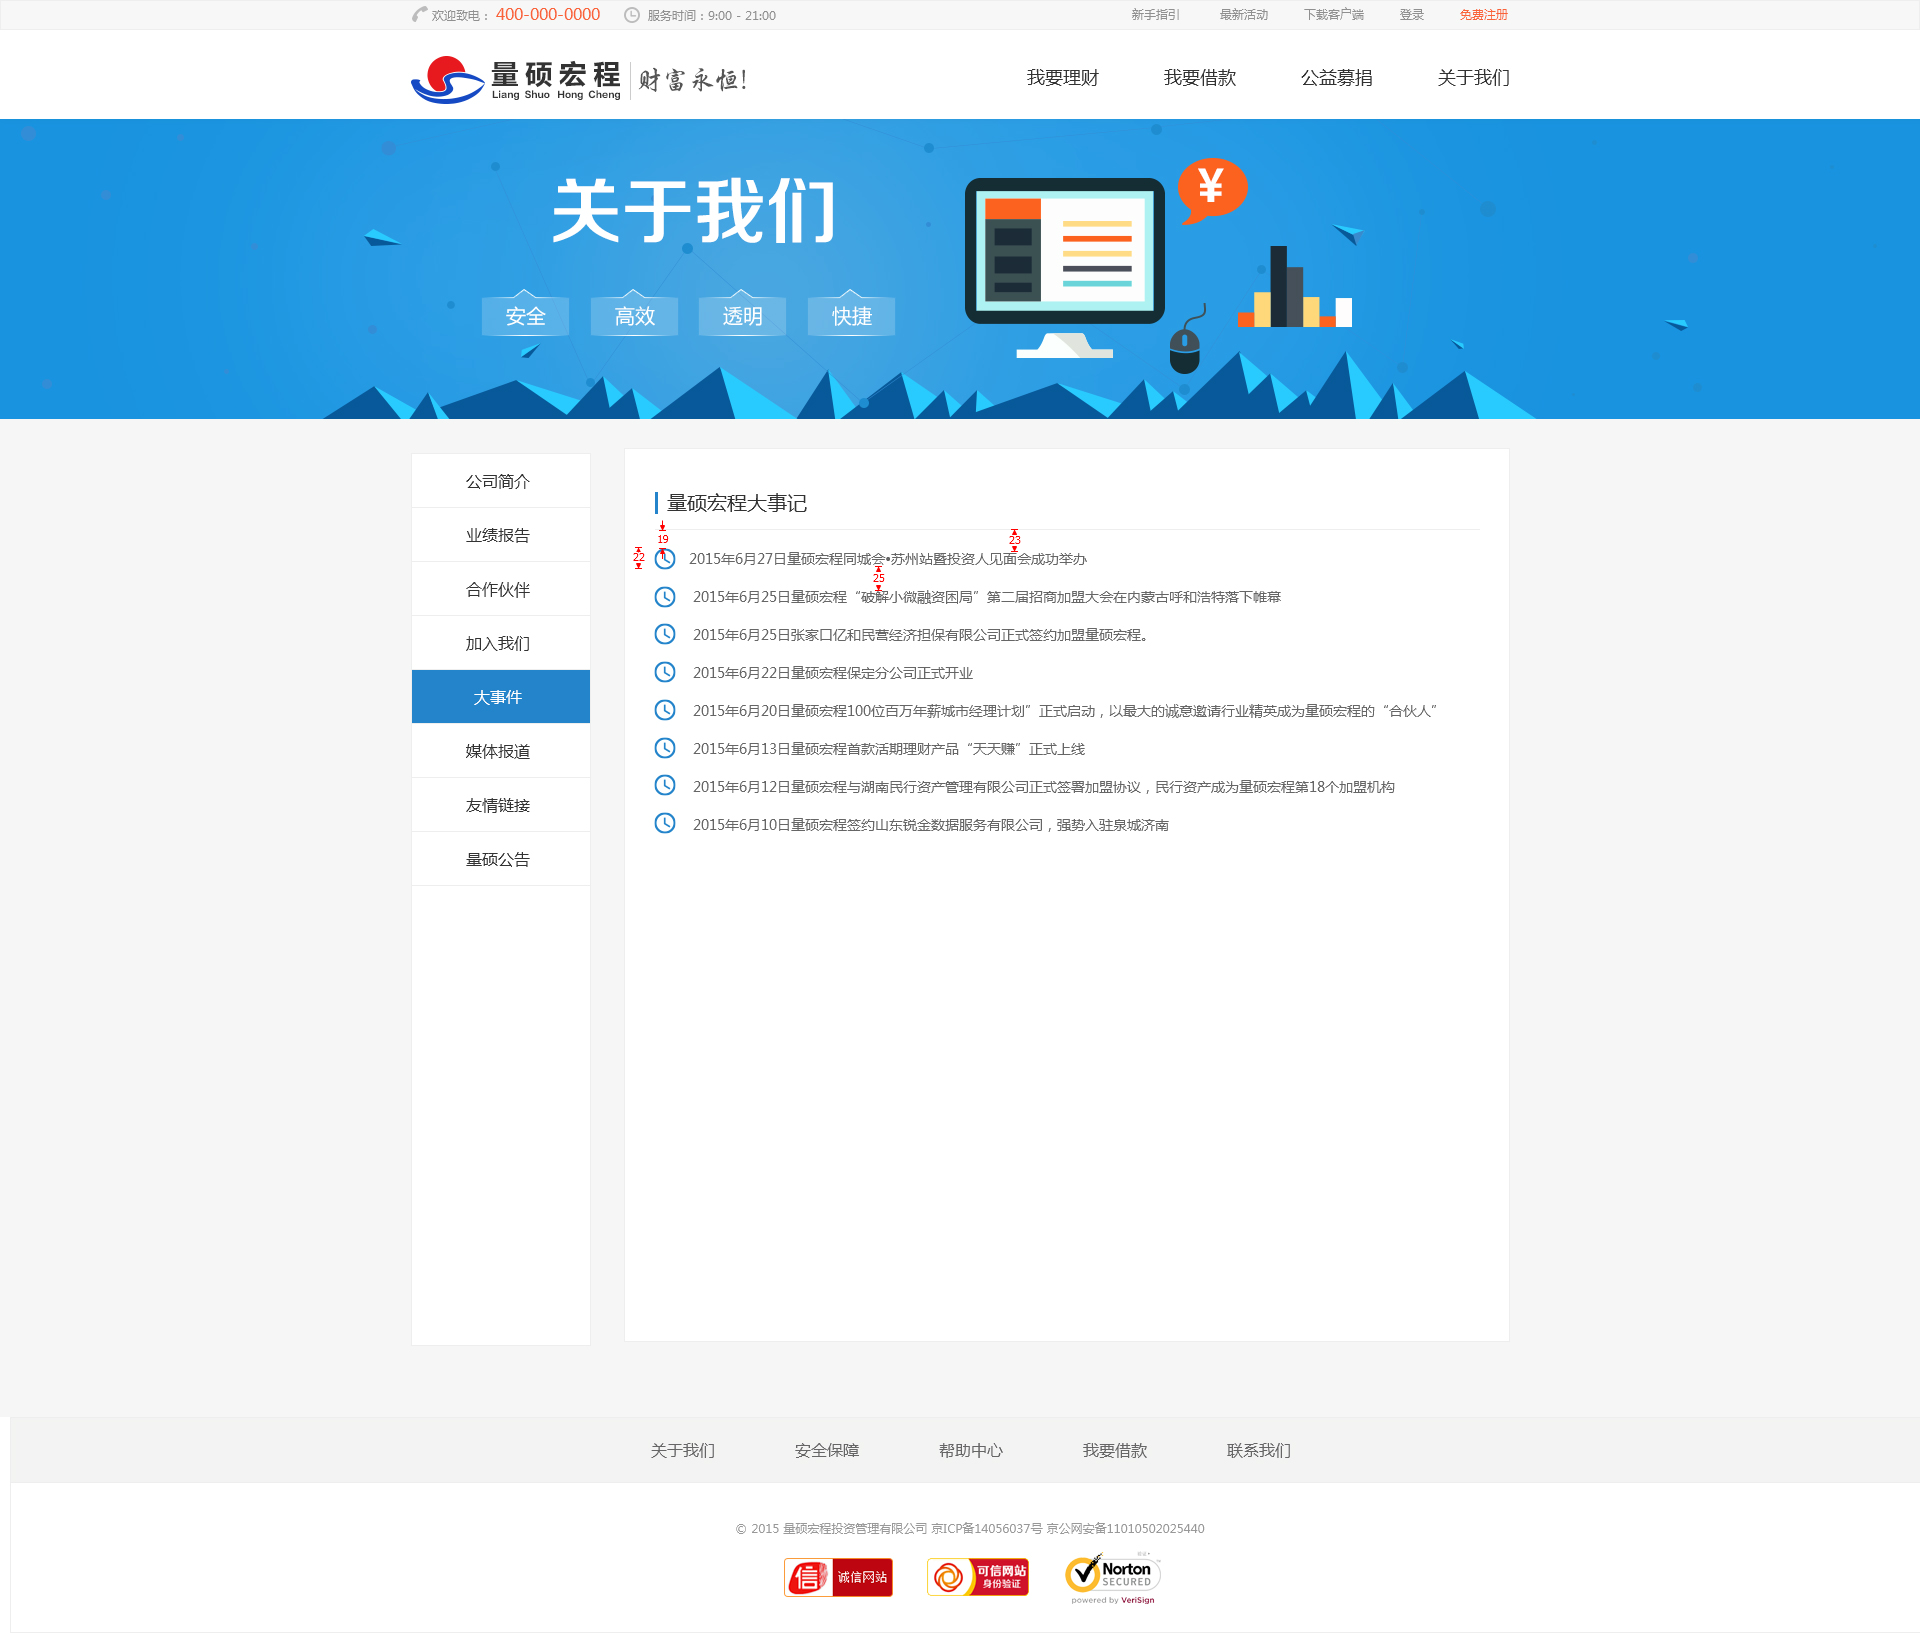 欢迎致电： 400-000-0000 服务时间：9:00 - 21:00 新手指引 最新活动 下载客户端 登录 免费注册
量硕宏程 财富永恒!
Liang Shuo Hong Cheng
我要理财 我要借款 公益募捐 关于我们
关于我们
¥
安全 高效 透明 快捷
公司简介
业绩报告
合作伙伴
加入我们
大事件
媒体报道
友情链接
量硕公告
量硕宏程大事记
19
23
22
2015年6月27日量硕宏程同城会•苏州站暨投资人见面会成功举办
25
2015年6月25日量硕宏程“破解小微融资困局”第二届招商加盟大会在内蒙古呼和浩特落下帷幕
2015年6月25日张家口亿和民营经济担保有限公司正式签约加盟量硕宏程。
2015年6月22日量硕宏程保定分公司正式开业
2015年6月20日量硕宏程100位百万年薪城市经理计划”正式启动，以最大的诚意邀请行业精英成为量硕宏程的“合伙人”
2015年6月13日量硕宏程首款活期理财产品“天天赚”正式上线
2015年6月12日量硕宏程与湖南民行资产管理有限公司正式签署加盟协议，民行资产成为量硕宏程第18个加盟机构
2015年6月10日量硕宏程签约山东锐金数据服务有限公司，强势入驻泉城济南
关于我们 安全保障 帮助中心 我要借款 联系我们
© 2015 量硕宏程投资管理有限公司 京ICP备14056037号 京公网安备11010502025440
信 诚信网站
可信网站
身份验证
Norton
SECURED
powered by VeriSign